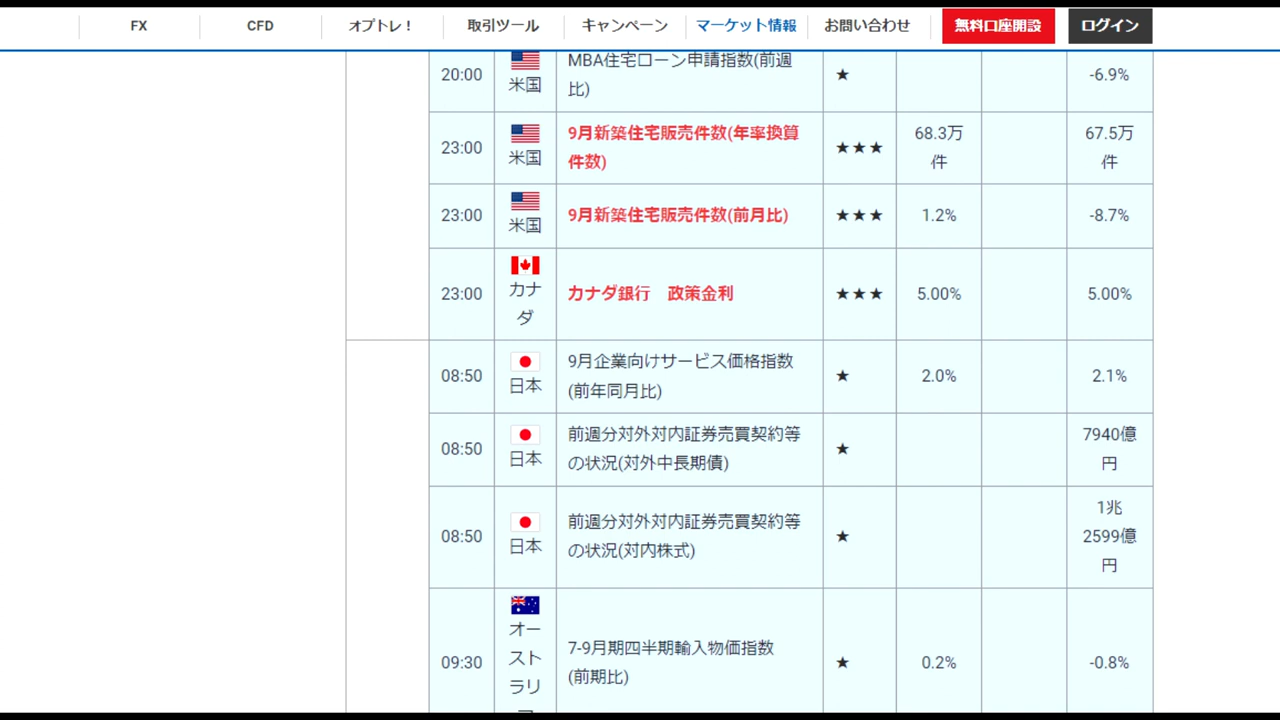 FX
CFD
オプトレ！
取引ツール
キャンペーン
マーケット情報
お問い合わせ
無料口座開設
ログイン
20:00
米国
MBA住宅ローン申請指数(前週
比)
★
-6.9%
23:00
米国
9月新築住宅販売件数(年率換算
件数)
★★★
68.3万
件
67.5万
件
23:00
米国
9月新築住宅販売件数(前月比)
★★★
1.2%
-8.7%
23:00
カナ
ダ
カナダ銀行　政策金利
★★★
5.00%
5.00%
08:50
日本
9月企業向けサービス価格指数
(前年同月比)
★
2.0%
2.1%
08:50
日本
前週分対外対内証券売買契約等
の状況(対外中長期債)
★
7940億
円
08:50
日本
前週分対外対内証券売買契約等
の状況(対内株式)
★
1兆
2599億
円
09:30
オー
スト
ラリ
7-9月期四半期輸入物価指数
(前期比)
★
0.2%
-0.8%